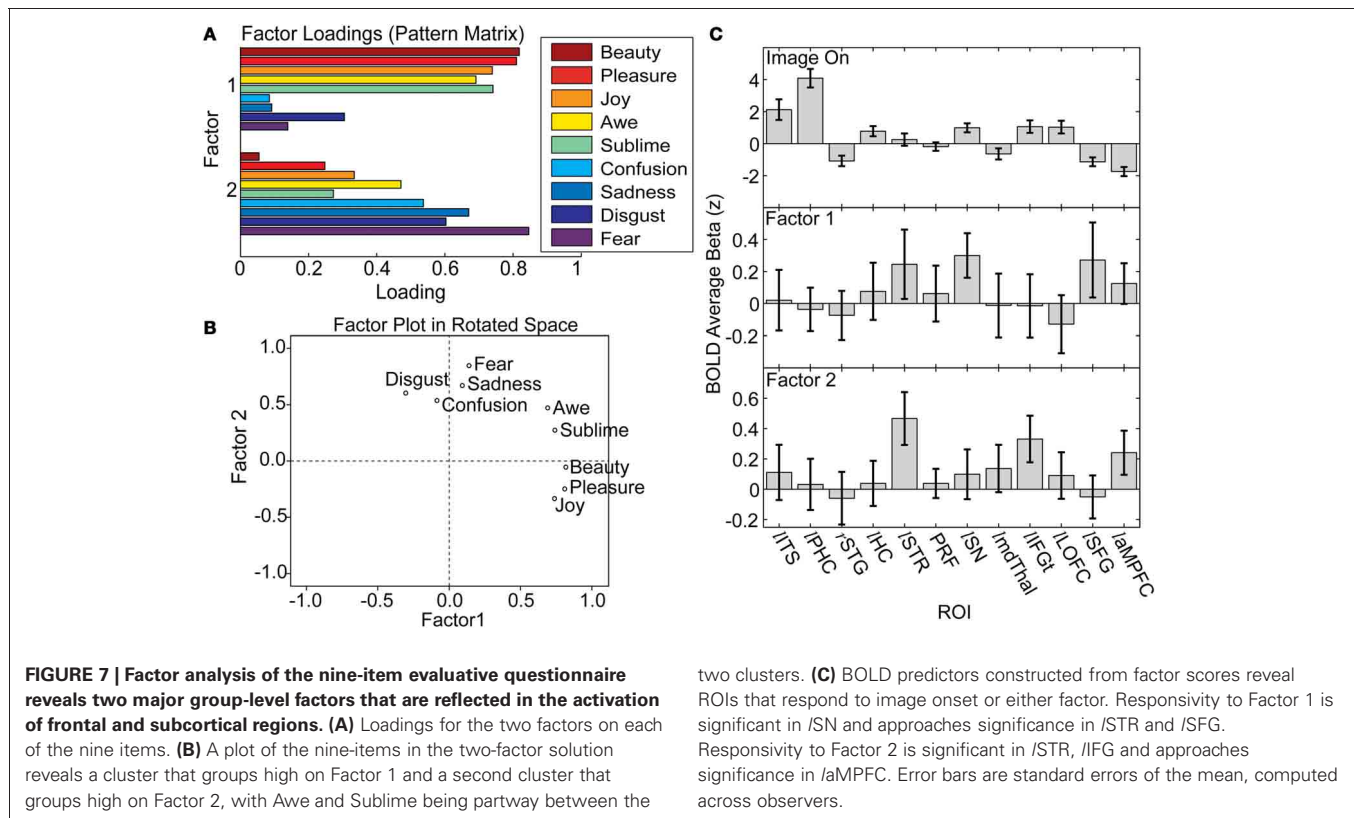 A
Factor Loadings (Pattern Matrix)
Factor
1
2
0 0.2 0.4 0.6 0.8 1
Loading
Beauty
Pleasure
Joy
Awe
Sublime
Confusion
Sadness
Disgust
Fear
B
Factor Plot in Rotated Space
Factor 2
1.0
0.5
0.0
-0.5
-1.0
Fear
Disgust
Sadness
Confusion
Awe
Sublime
Beauty
Pleasure
Joy
-1.0 -0.5 0.0 0.5 1.0
Factor1
C
BOLD Average Beta (z)
Image On
4
2
0
-2
Factor 1
0.4
0.2
0
-0.2
Factor 2
0.6
0.4
0.2
0
-0.2
lITS lPHC rSTG lHC lSTR PRF lSN lmdThal lIFGt lLOFC lSFG laMPFC
ROI
FIGURE 7 | Factor analysis of the nine-item evaluative questionnaire
reveals two major group-level factors that are reflected in the activation
of frontal and subcortical regions. (A) Loadings for the two factors on each
of the nine items. (B) A plot of the nine-items in the two-factor solution
reveals a cluster that groups high on Factor 1 and a second cluster that
groups high on Factor 2, with Awe and Sublime being partway between the
two clusters. (C) BOLD predictors constructed from factor scores reveal
ROIs that respond to image onset or either factor. Responsivity to Factor 1 is
significant in lSN and approaches significance in lSTR and lSFG.
Responsivity to Factor 2 is significant in lSTR, lIFG and approaches
significance in laMPFC. Error bars are standard errors of the mean, computed
across observers.